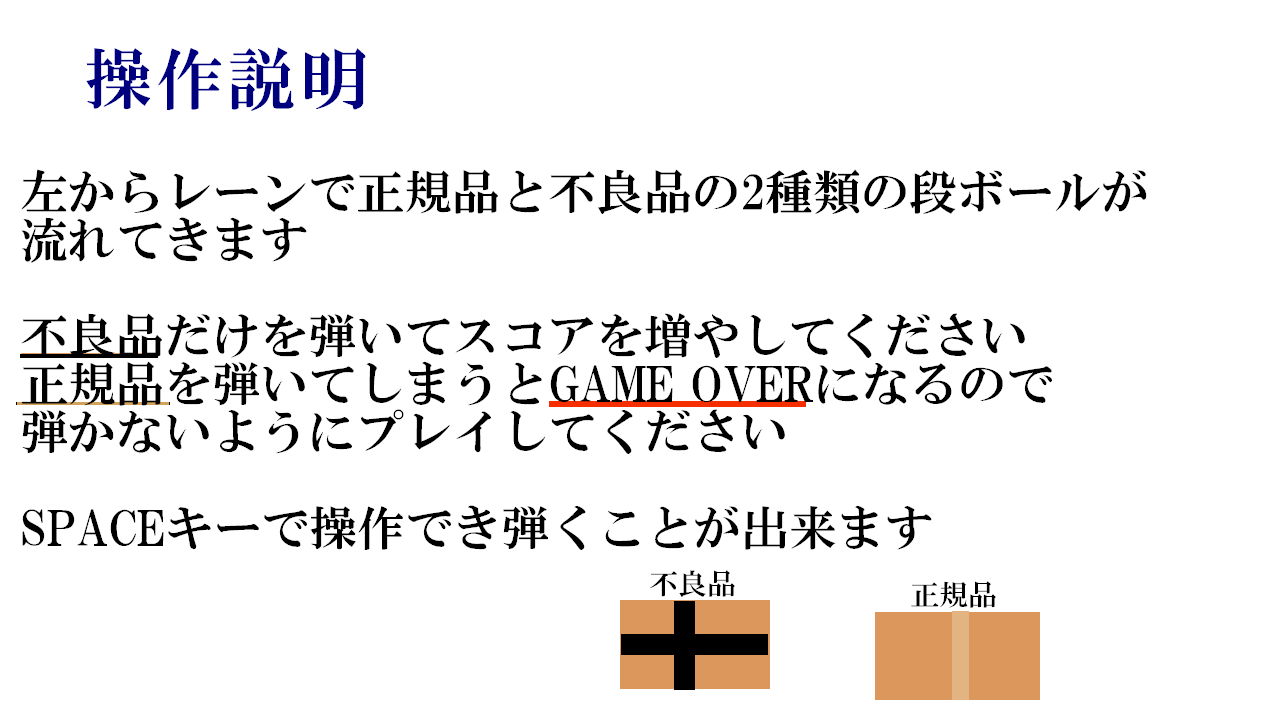 操作説明
左からレーンで正規品と不良品の2種類の段ボールが
流れてきます
不良品だけを弾いてスコアを増やしてください
正規品を弾いてしまうとGAME OVERになるので
弾かないようにプレイしてください
SPACEキーで操作でき弾くことが出来ます
不良品
正規品